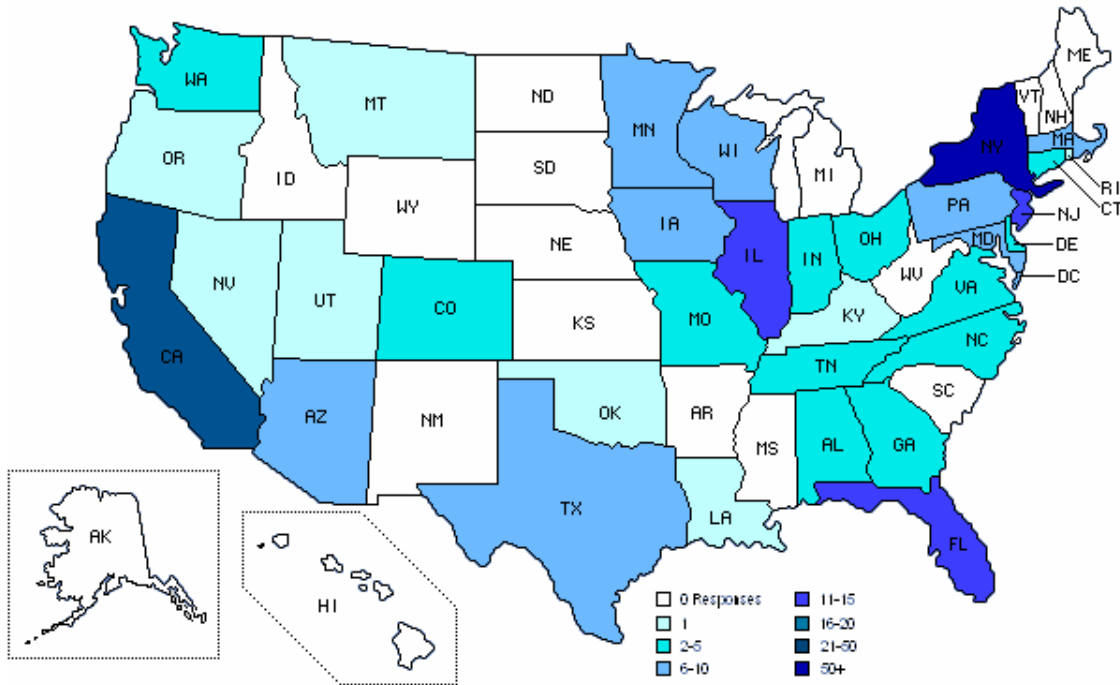 ME
WA
VT
ND
MT
NH
MN
MA
OR
WI
NY
SD
ID
MI
RI
WY
CT
PA
NJ
IA
NE
OH
MD
DE
IL
IN
NV
WV
DC
UT
VA
CO
KS
MO
KY
CA
NC
TN
SC
OK
AR
AZ
NM
AL
GA
MS
TX
LA
AK
FL
HI
0 Responses
1
2-5
6-10
11-15
16-20
21-50
50+